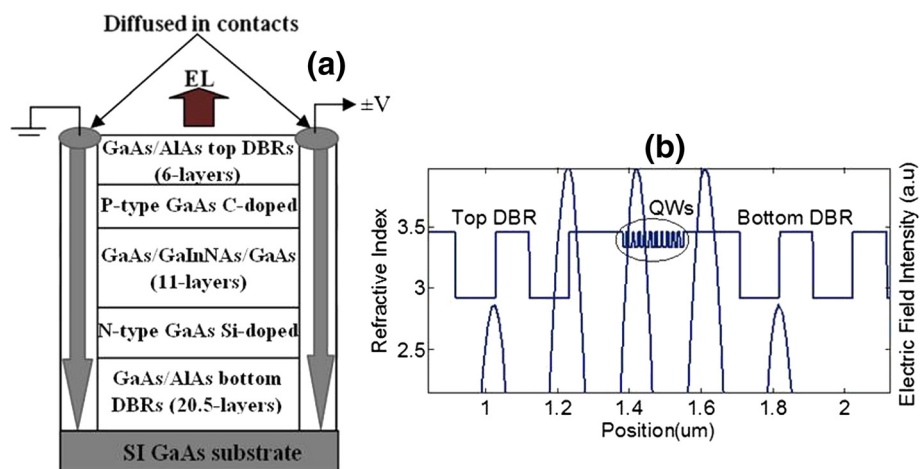 Diffused in contacts
(a)
EL
±V
GaAs/AlAs top DBRs
(6-layers)
P-type GaAs C-doped
GaAs/GaInNAs/GaAs
(11-layers)
N-type GaAs Si-doped
GaAs/AlAs bottom
DBRs (20.5-layers)
SI GaAs substrate
(b)
Refractive Index
3.5
3
2.5
Top DBR
QWs
Bottom DBR
Electric Field Intensity (a.u)
1
1.2
1.4
1.6
1.8
2
Position(um)